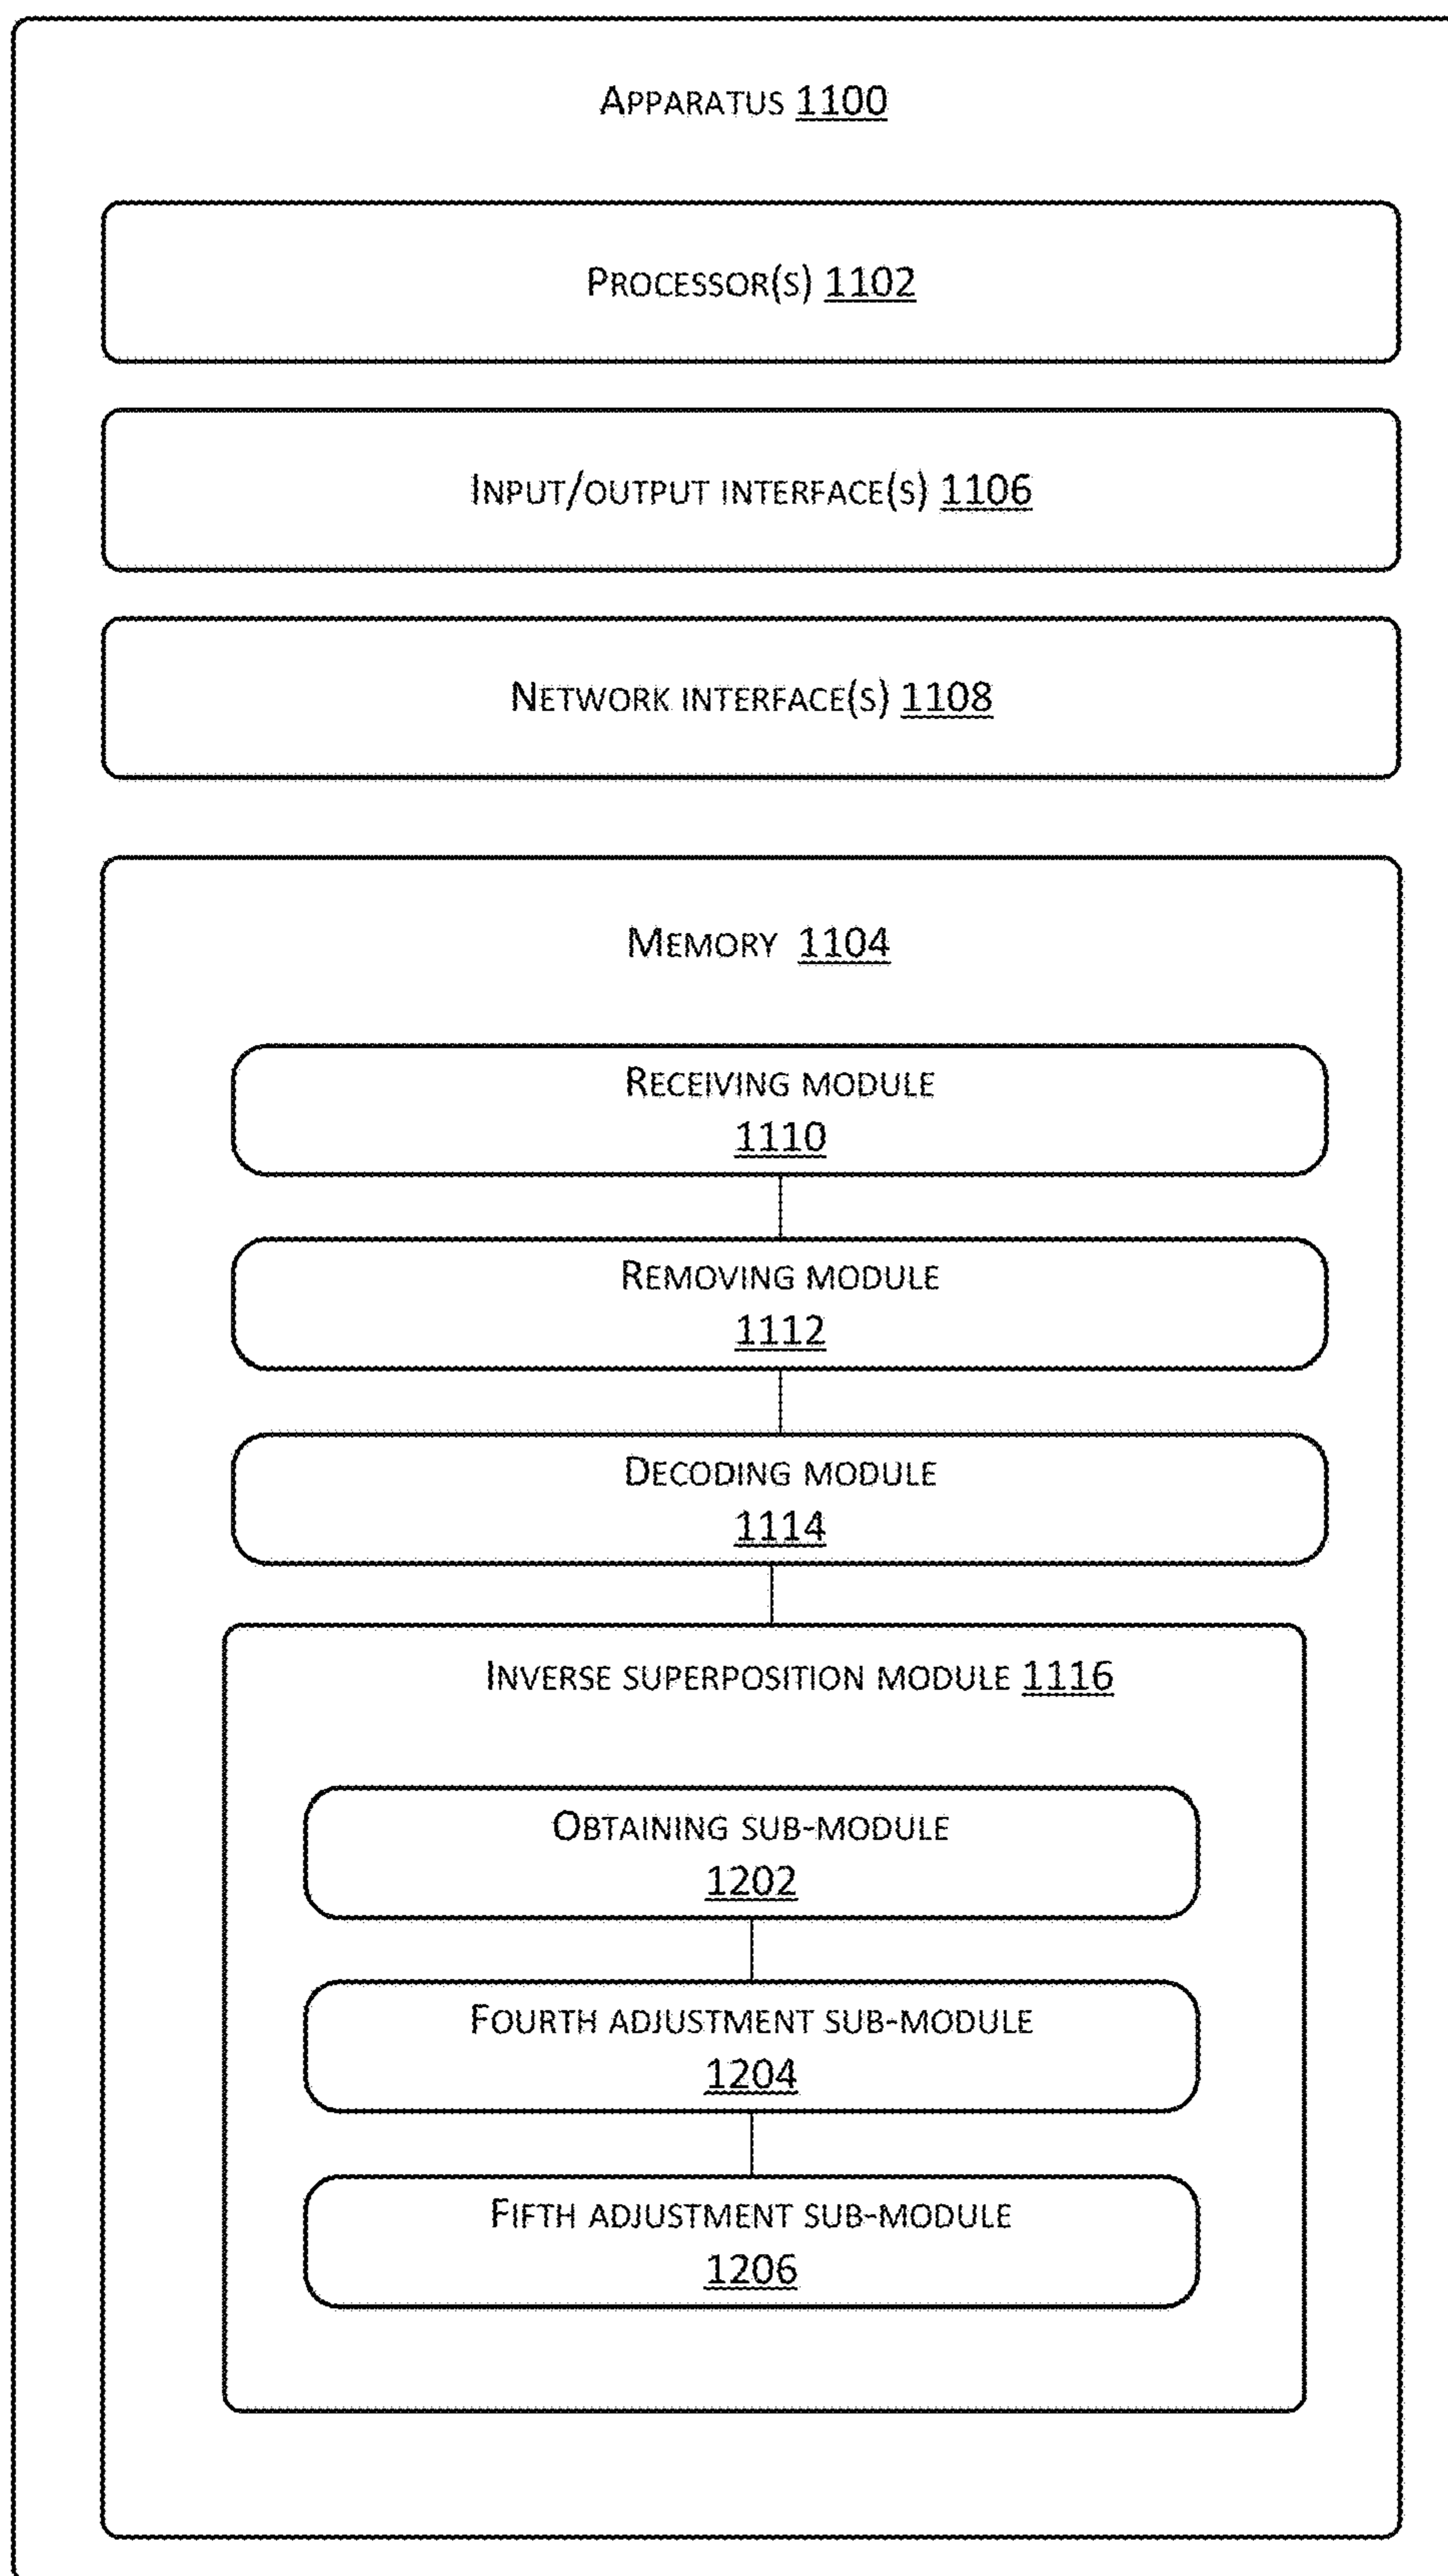 Apparatus 1100
Processor(s) 1102
Input/output interface(s) 1106
Network interface(s) 1108
Memory 1104
Receiving module
1110
Removing module
1112
Decoding module
1114
Inverse superposition module 1116
Obtaining sub-module
1202
Fourth adjustment sub-module
1204
Fifth adjustment sub-module
1206